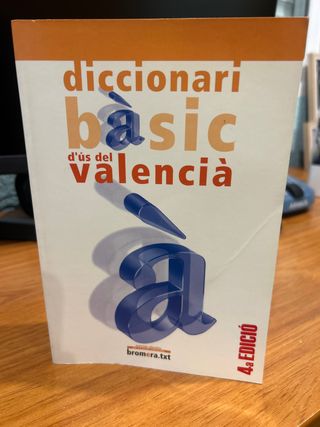 diccionari
bàsic
d'ús del
valencià
à
bromera.txt
4a EDICIÓ